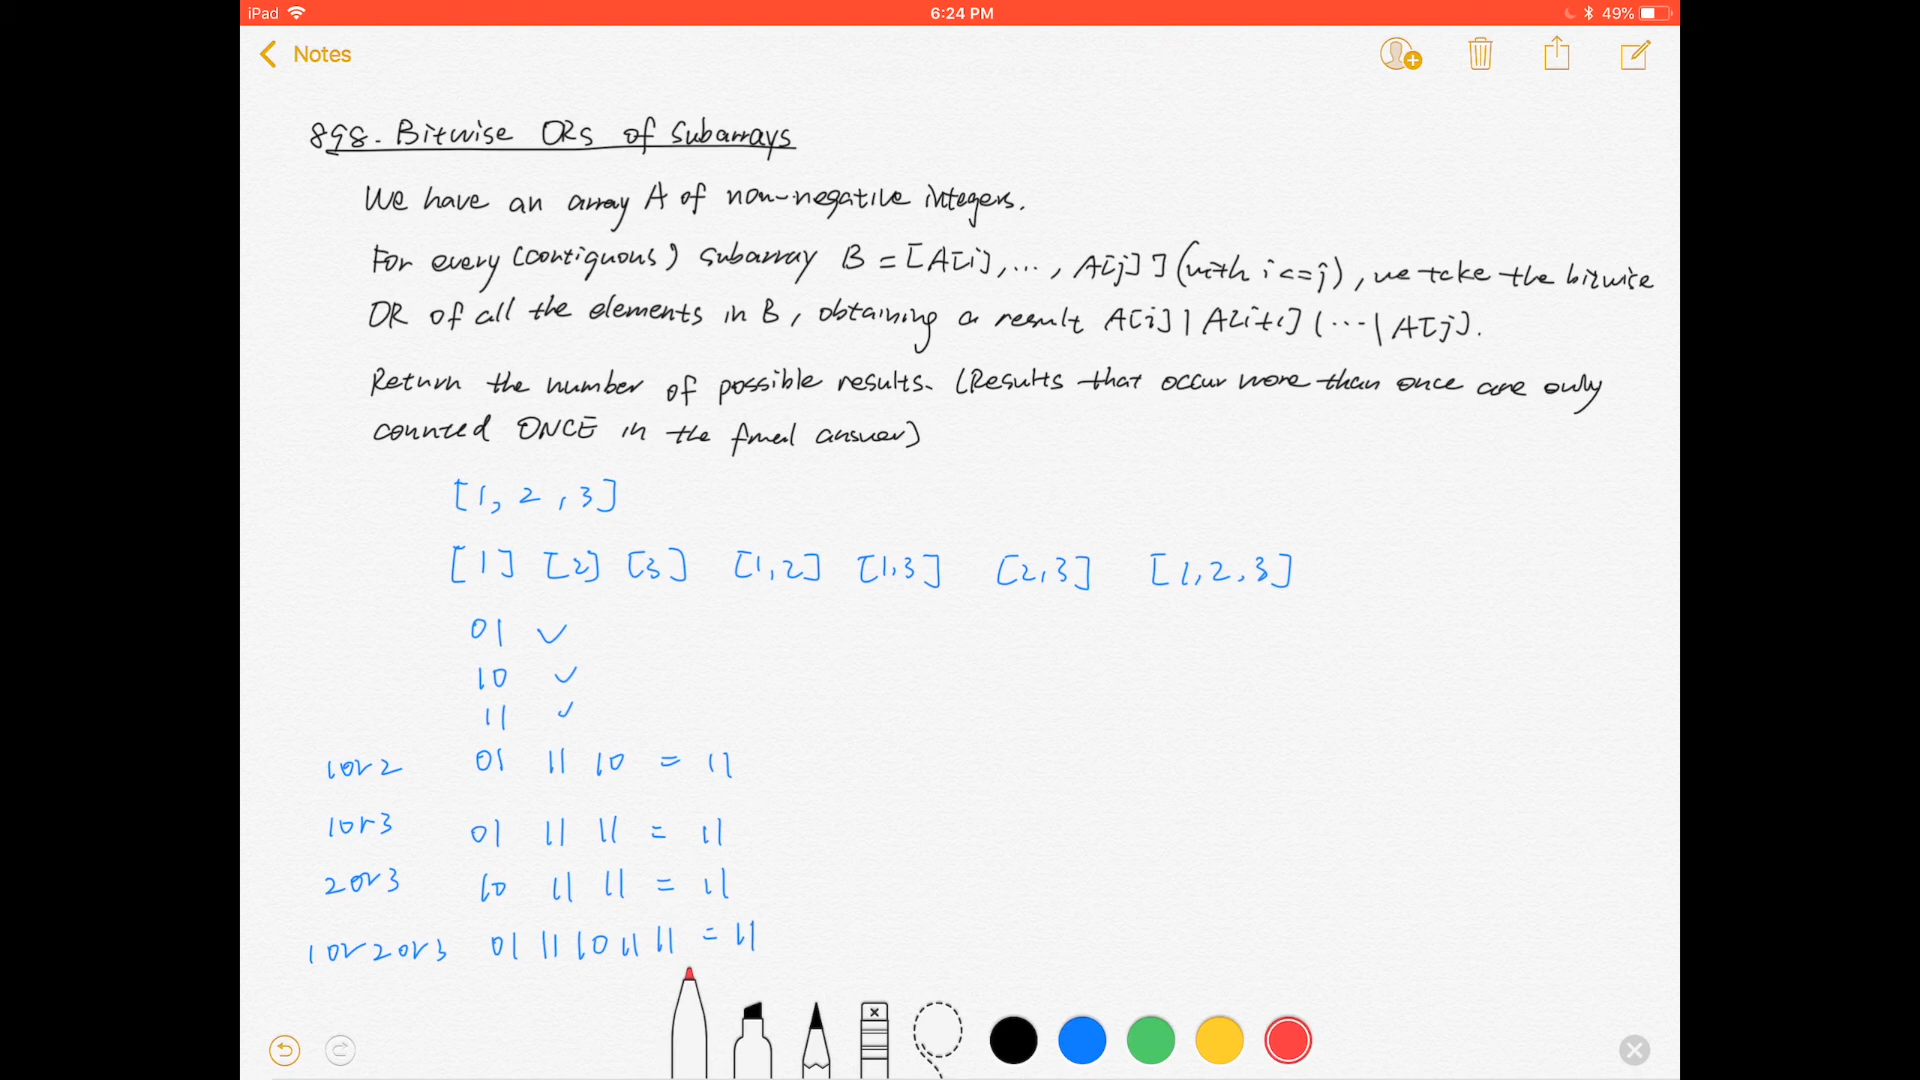 iPad 6:24 PM 49%
Notes
898. Bitwise ORs of Subarrays
We have an array A of non-negative integers.
For every (contiguous) subarray B = [A[i], ..., A[j]] (with i <= j), we take the bitwise
OR of all the elements in B, obtaining a result A[i] | A[i+1] | ... | A[j].
Return the number of possible results. (Results that occur more than once are only
counted ONCE in the final answer)
[1, 2, 3]
[1] [2] [3] [1,2] [1,3] [2,3] [1,2,3]
01 ✓
10 ✓
11 ✓
1 or 2 01 || 10 = 11
1 or 3 01 || 11 = 11
2 or 3 10 || 11 = 11
1 or 2 or 3 01 || 10 || 11 = 11